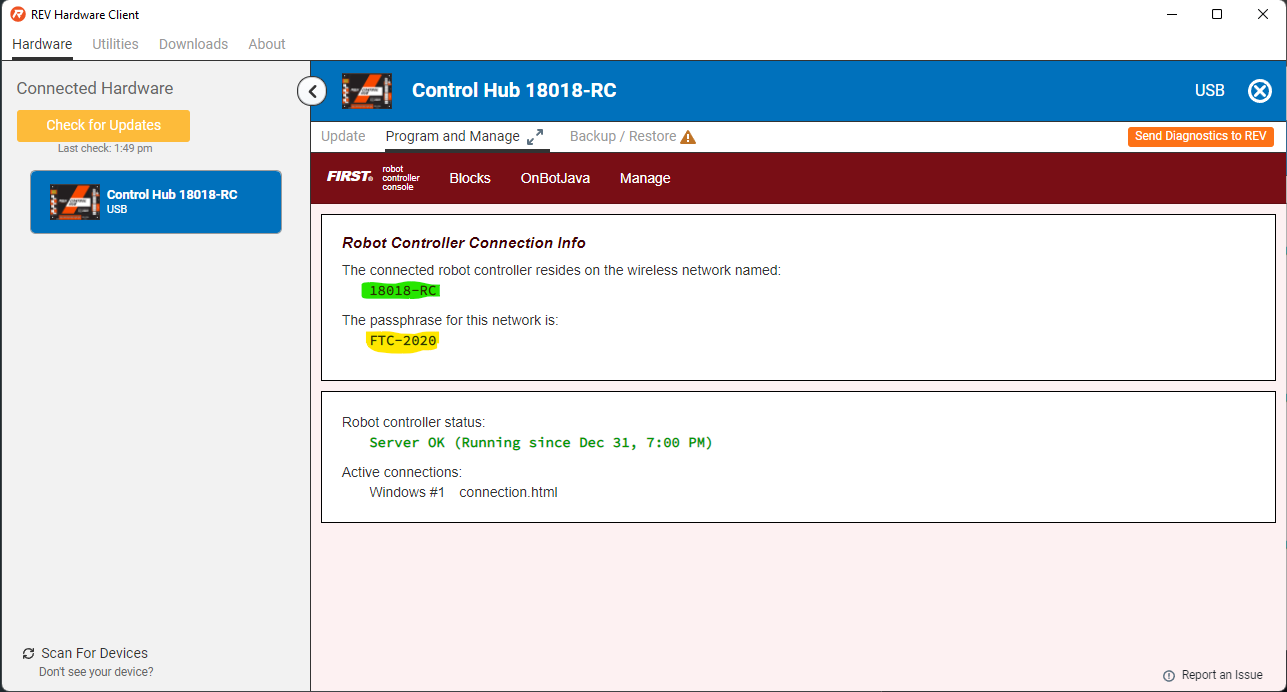 REV Hardware Client
Hardware Utilities Downloads About
Connected Hardware
Check for Updates
Last check: 1:49 pm
Control Hub 18018-RC
USB
Scan For Devices
Don't see your device?
Control Hub 18018-RC USB
Update Program and Manage Backup / Restore Send Diagnostics to REV
FIRST® robot controller console Blocks OnBotJava Manage
Robot Controller Connection Info
The connected robot controller resides on the wireless network named:
18018-RC
The passphrase for this network is:
FTC-2020
Robot controller status:
Server OK (Running since Dec 31, 7:00 PM)
Active connections:
Windows #1 connection.html
Report an Issue